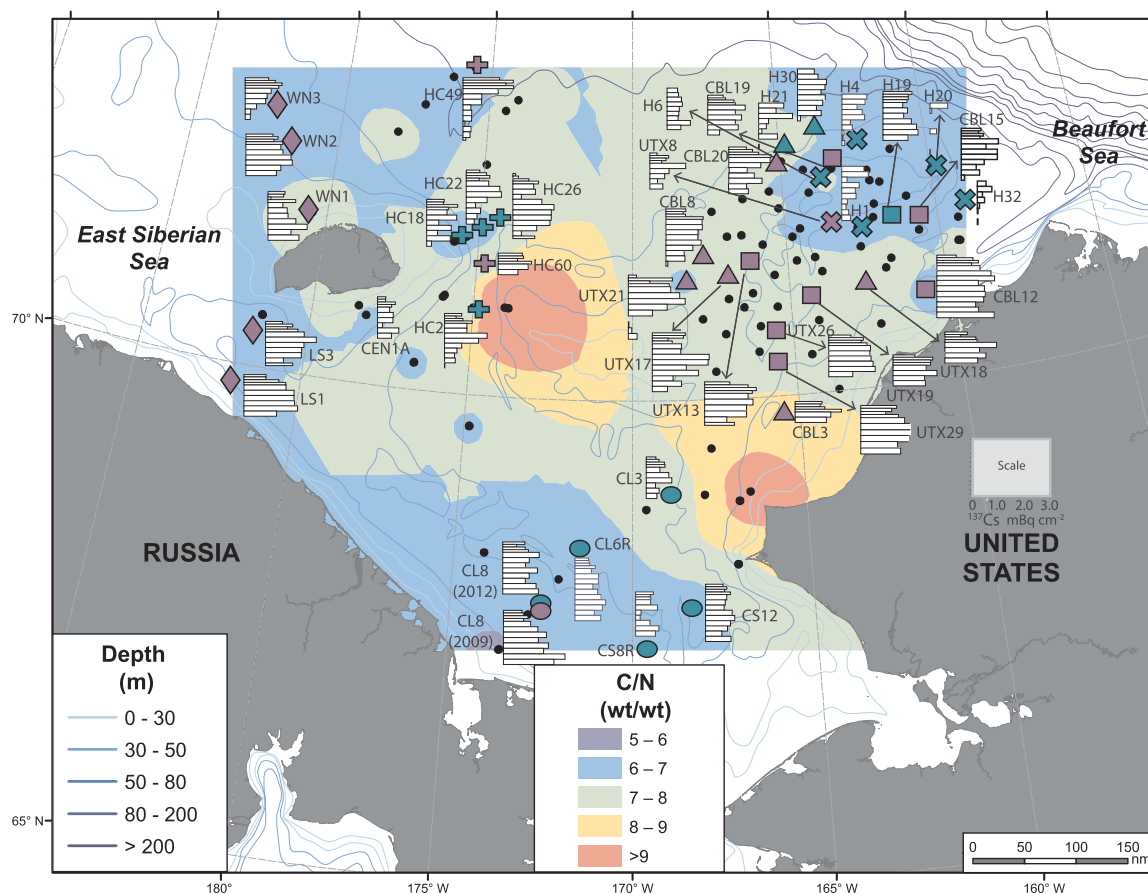 HC49
WN3
WN2
WN1
East Siberian
Sea
HC22
HC26
HC18
HC60
HC2
CEN1A
LS3
LS1
H6
CBL19
H21
H30
H4
H19
H20
CBL15
Beaufort
Sea
UTX8
CBL20
H1
H32
CBL8
UTX21
CBL12
UTX26
UTX17
UTX18
UTX19
UTX13
CBL3
UTX29
70° N
CL3
Scale
0 1.0 2.0 3.0
¹³⁷Cs mBq cm⁻²
RUSSIA
UNITED
STATES
CL6R
CL8
(2012)
CL8
(2009)
CS12
CS8R
Depth
(m)
0 - 30
30 - 50
50 - 80
80 - 200
> 200
C/N
(wt/wt)
5 – 6
6 – 7
7 – 8
8 – 9
>9
65° N
0 50 100 150
nm
180° 175° W 170° W 165° W 160° W